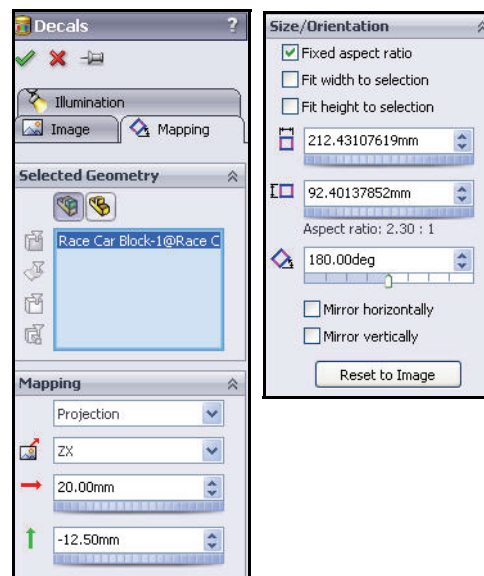 Decals ?
Illumination
Image Mapping
Selected Geometry
Race Car Block-1@Race C
Mapping
Projection
ZX
20.00mm
-12.50mm
Size/Orientation
Fixed aspect ratio
Fit width to selection
Fit height to selection
212.43107619mm
92.40137852mm
Aspect ratio: 2.30 : 1
180.00deg
Mirror horizontally
Mirror vertically
Reset to Image